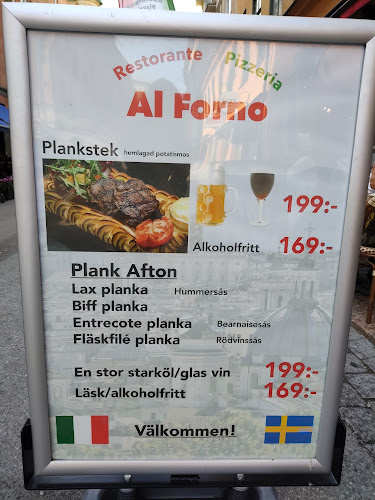 Restorante Pizzeria
Al Forno
Plankstek hemlagad potatismos
199:-
Alkoholfritt 169:-
Plank Afton
Lax planka Hummersås
Biff planka
Entrecote planka Bearnaisesås
Fläskfilé planka Rödvinssås
En stor starköl/glas vin 199:-
Läsk/alkoholfritt 169:-
Välkommen!